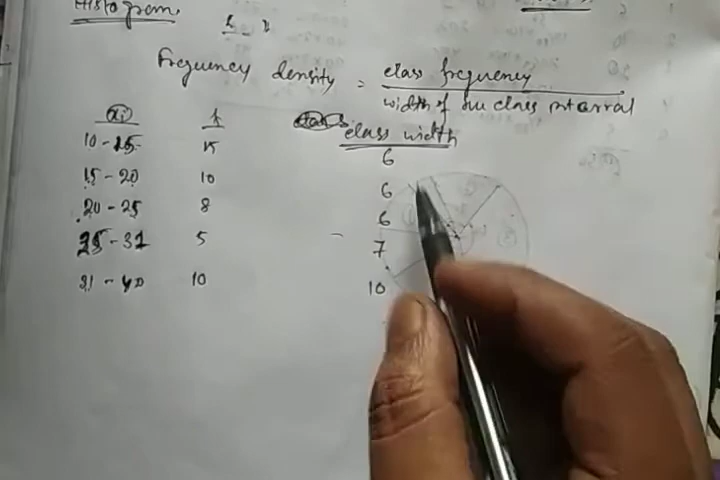 Histogram
Frequency density = class frequency
width of the class interval
xi f class width
10-15 15 6
15-20 10 6
20-25 8 6
25-31 5 7
31-40 10 10